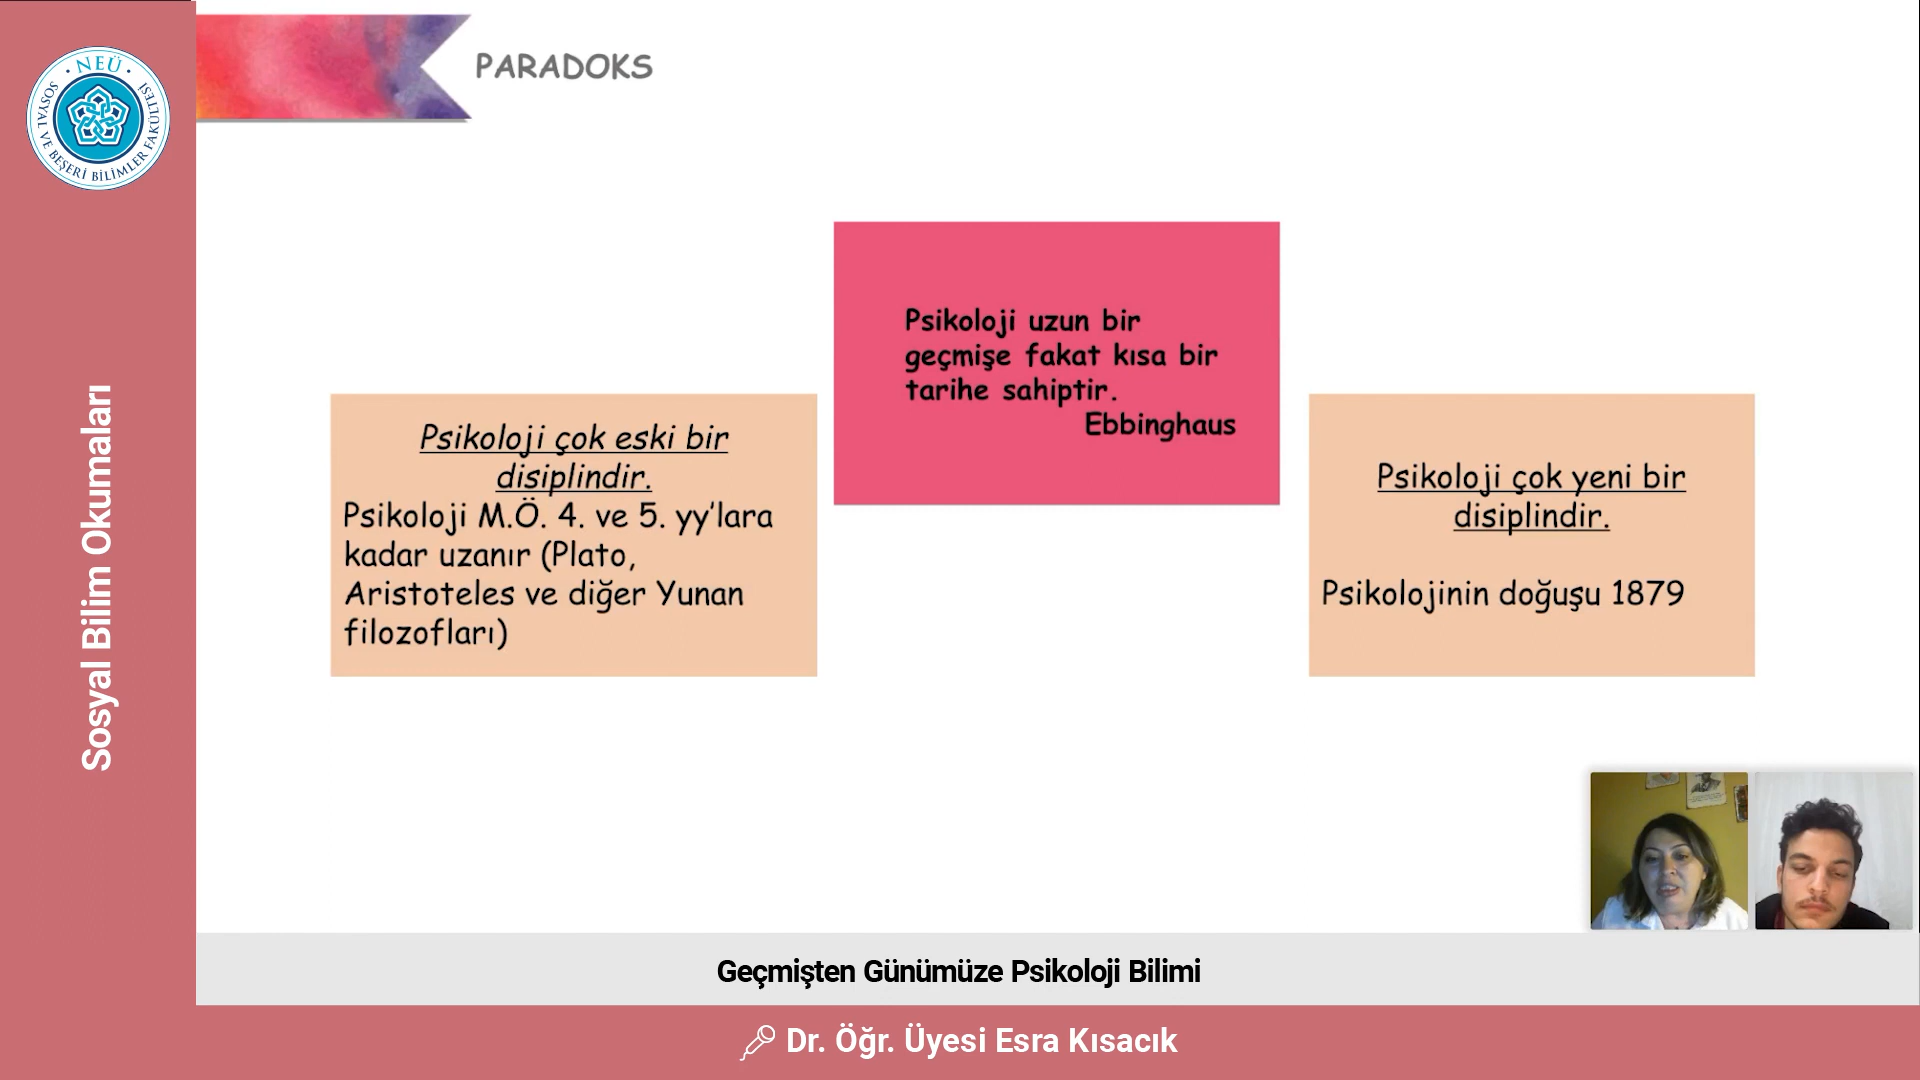 NEÜ
SOSYAL VE BEŞERİ BİLİMLER FAKÜLTESİ
Sosyal Bilim Okumaları
PARADOKS
Psikoloji çok eski bir
disiplindir.
Psikoloji M.Ö. 4. ve 5. yy'lara
kadar uzanır (Plato,
Aristoteles ve diğer Yunan
filozofları)
Psikoloji uzun bir
geçmişe fakat kısa bir
tarihe sahiptir.
Ebbinghaus
Psikoloji çok yeni bir
disiplindir.
Psikolojinin doğuşu 1879
Geçmişten Günümüze Psikoloji Bilimi
Dr. Öğr. Üyesi Esra Kısacık